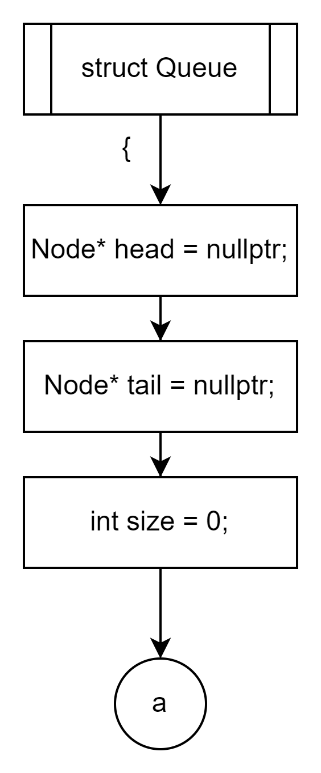 struct Queue
{
Node* head = nullptr;
Node* tail = nullptr;
int size = 0;
a